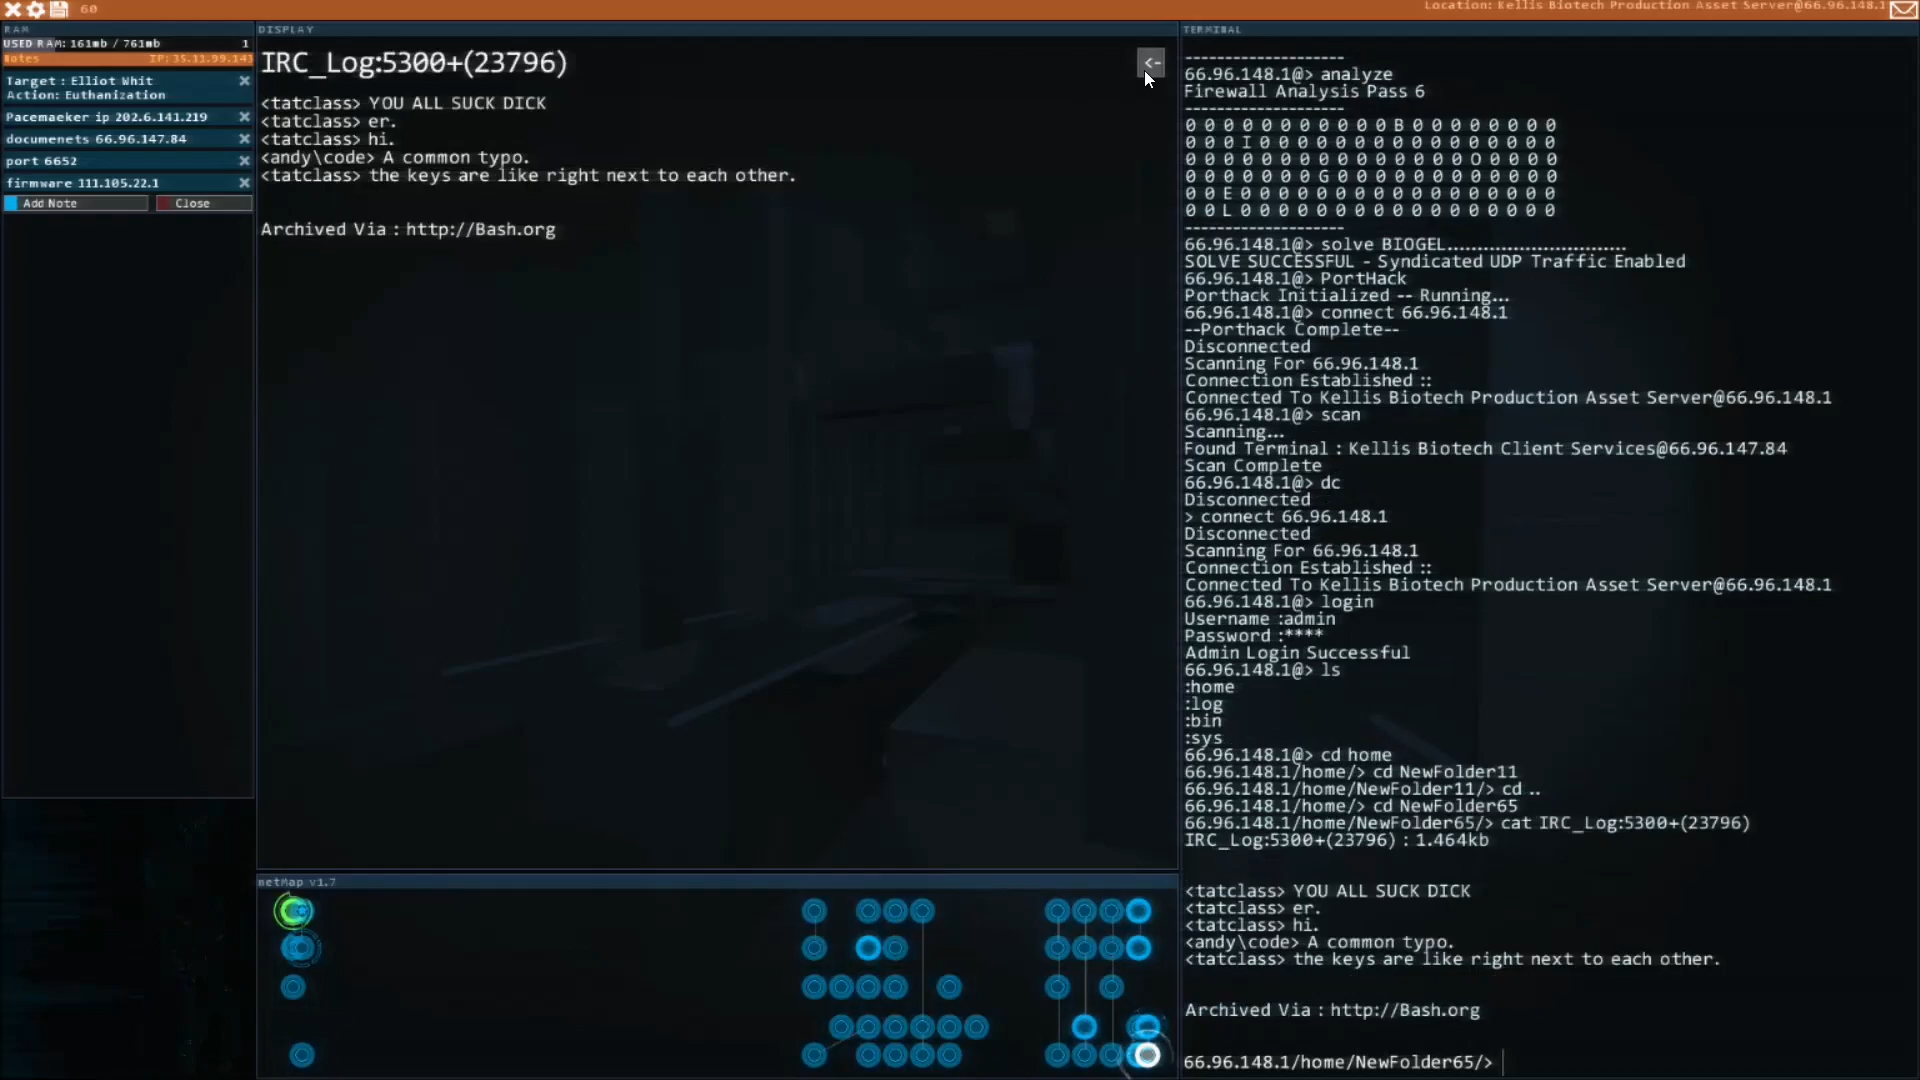 60
Location: Kellis Biotech Production Asset Server@66.96.148.1
RAM
USED RAM: 161mb / 761mb 1
Notes IP: 35.11.99.143
Target : Elliot Whit
Action: Euthanization
Pacemaeker ip 202.6.141.219
documenets 66.96.147.84
port 6652
firmware 111.105.22.1
Add Note
Close
DISPLAY
IRC_Log:5300+(23796)
<-
<tatclass> YOU ALL SUCK DICK
<tatclass> er.
<tatclass> hi.
<andy\code> A common typo.
<tatclass> the keys are like right next to each other.
Archived Via : http://Bash.org
netMap v1.7
TERMINAL
--------------------
66.96.148.1@> analyze
Firewall Analysis Pass 6
--------------------
0 0 0 0 0 0 0 0 0 0 0 B 0 0 0 0 0 0 0 0
0 0 0 I 0 0 0 0 0 0 0 0 0 0 0 0 0 0 0 0
0 0 0 0 0 0 0 0 0 0 0 0 0 0 0 O 0 0 0 0
0 0 0 0 0 0 0 G 0 0 0 0 0 0 0 0 0 0 0 0
0 0 E 0 0 0 0 0 0 0 0 0 0 0 0 0 0 0 0 0
0 0 L 0 0 0 0 0 0 0 0 0 0 0 0 0 0 0 0 0
--------------------
66.96.148.1@> solve BIOGEL..............................
SOLVE SUCCESSFUL - Syndicated UDP Traffic Enabled
66.96.148.1@> PortHack
Porthack Initialized -- Running...
66.96.148.1@> connect 66.96.148.1
--Porthack Complete--
Disconnected
Scanning For 66.96.148.1
Connection Established ::
Connected To Kellis Biotech Production Asset Server@66.96.148.1
66.96.148.1@> scan
Scanning...
Found Terminal : Kellis Biotech Client Services@66.96.147.84
Scan Complete
66.96.148.1@> dc
Disconnected
> connect 66.96.148.1
Disconnected
Scanning For 66.96.148.1
Connection Established ::
Connected To Kellis Biotech Production Asset Server@66.96.148.1
66.96.148.1@> login
Username :admin
Password :****
Admin Login Successful
66.96.148.1@> ls
:home
:log
:bin
:sys
66.96.148.1@> cd home
66.96.148.1/home/> cd NewFolder11
66.96.148.1/home/NewFolder11/> cd ..
66.96.148.1/home/> cd NewFolder65
66.96.148.1/home/NewFolder65/> cat IRC_Log:5300+(23796)
IRC_Log:5300+(23796) : 1.464kb
<tatclass> YOU ALL SUCK DICK
<tatclass> er.
<tatclass> hi.
<andy\code> A common typo.
<tatclass> the keys are like right next to each other.
Archived Via : http://Bash.org
66.96.148.1/home/NewFolder65/>